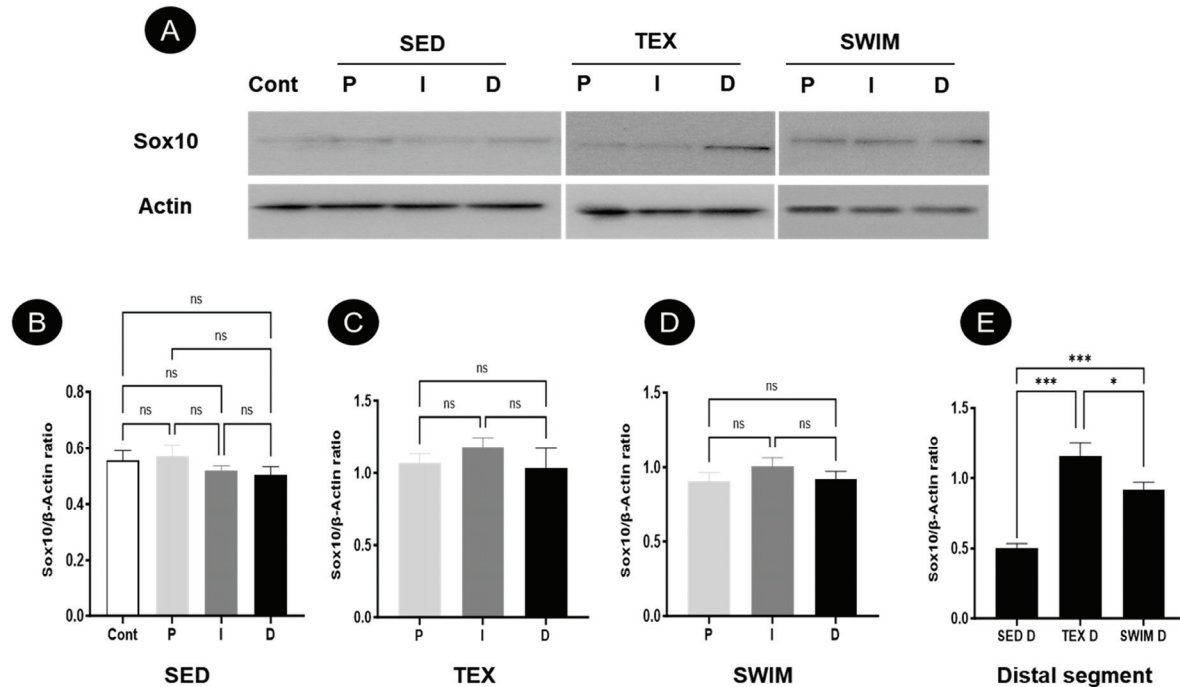 A
SED
TEX
SWIM
Cont
P
I
D
P
I
D
P
I
D
Sox10
Actin
B
ns
ns
ns
ns
ns
ns
Sox10/β-Actin ratio
0.8
0.6
0.4
0.2
0.0
Cont
P
I
D
SED
C
ns
ns
ns
Sox10/β-Actin ratio
1.5
1.0
0.5
0.0
P
I
D
TEX
D
ns
ns
ns
Sox10/β-Actin ratio
1.5
1.0
0.5
0.0
P
I
D
SWIM
E
***
***
*
Sox10/β-Actin ratio
1.5
1.0
0.5
0.0
SED D
TEX D
SWIM D
Distal segment